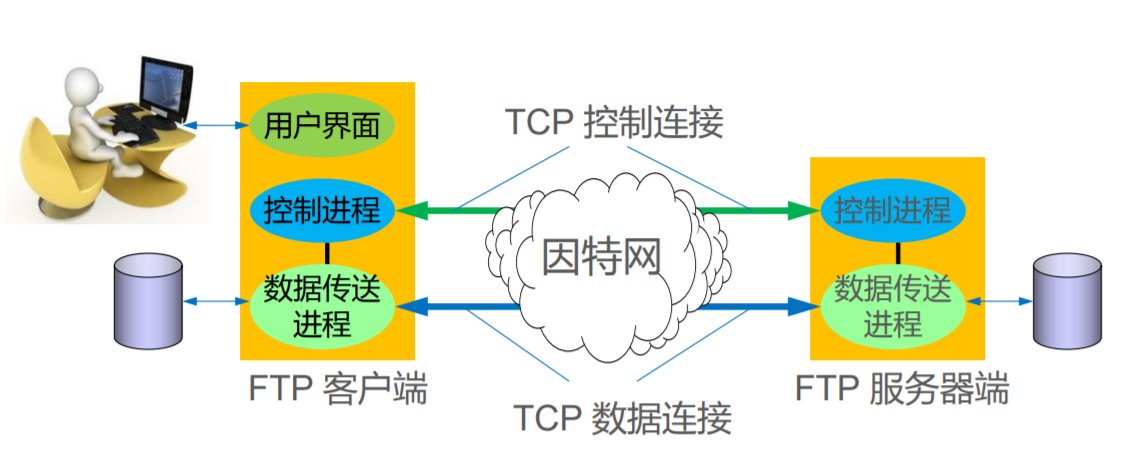 TCP 控制连接
用户界面
控制进程
控制进程
因特网
数据传送
进程
数据传送
进程
FTP 客户端
FTP 服务器端
TCP 数据连接